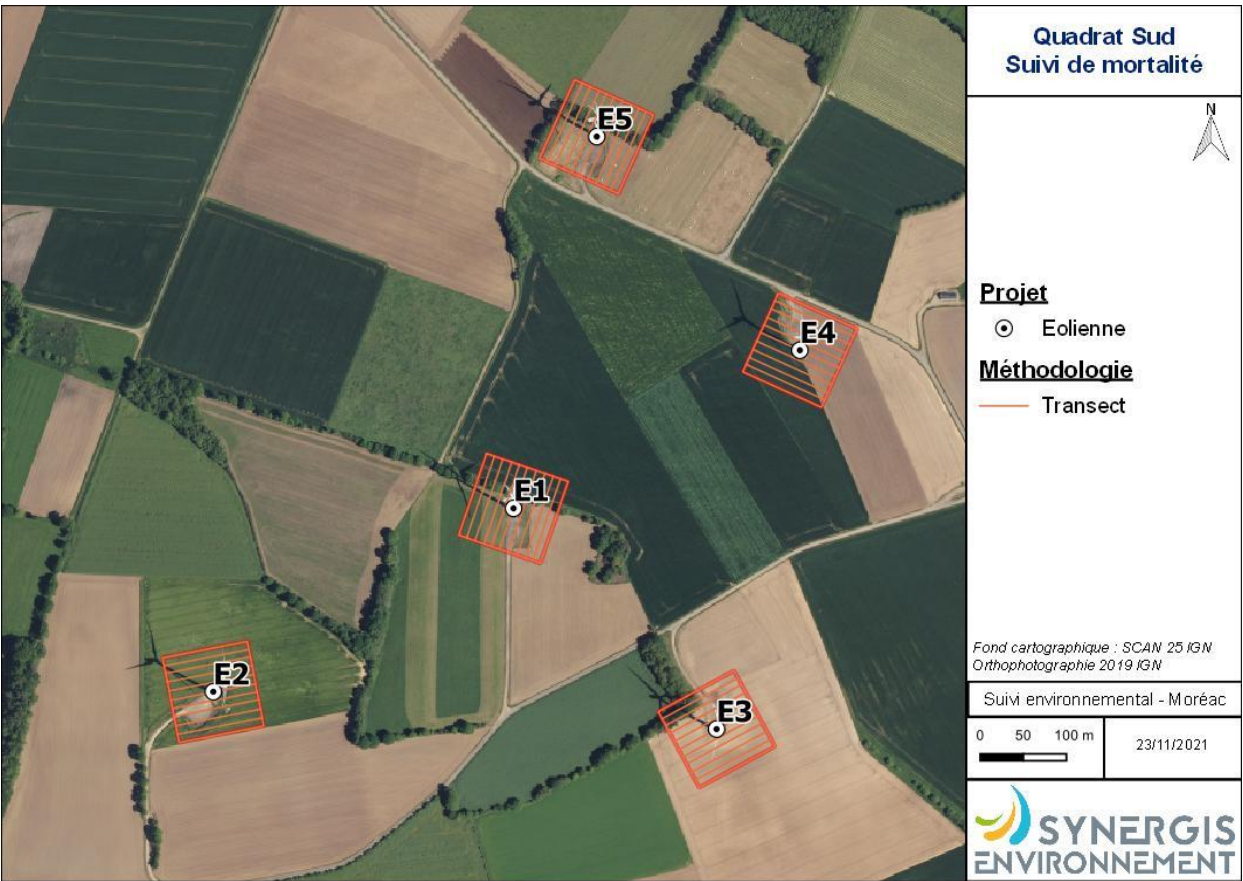 Quadrat Sud
Suivi de mortalité
N
E5
E4
E1
E2
E3
Projet
Eolienne
Méthodologie
Transect
Fond cartographique : SCAN 25 IGN
Orthophotographie 2019 IGN
Suivi environnemental - Moréac
0 50 100 m
23/11/2021
SYNERGIS
ENVIRONNEMENT